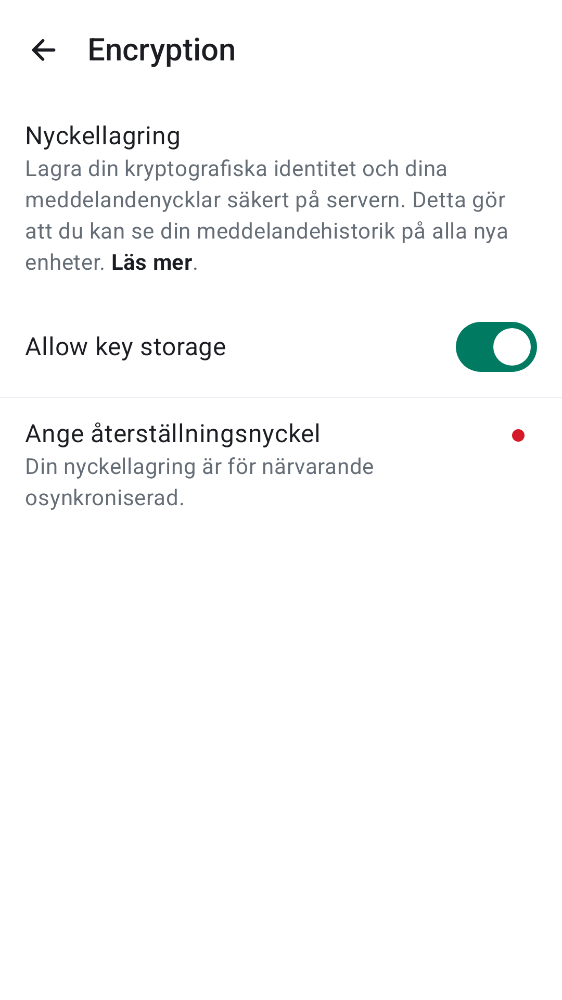 Encryption
Nyckellagring
Lagra din kryptografiska identitet och dina
meddelandenycklar säkert på servern. Detta gör
att du kan se din meddelandehistorik på alla nya
enheter. Läs mer.
Allow key storage
Ange återställningsnyckel
Din nyckellagring är för närvarande
osynkroniserad.